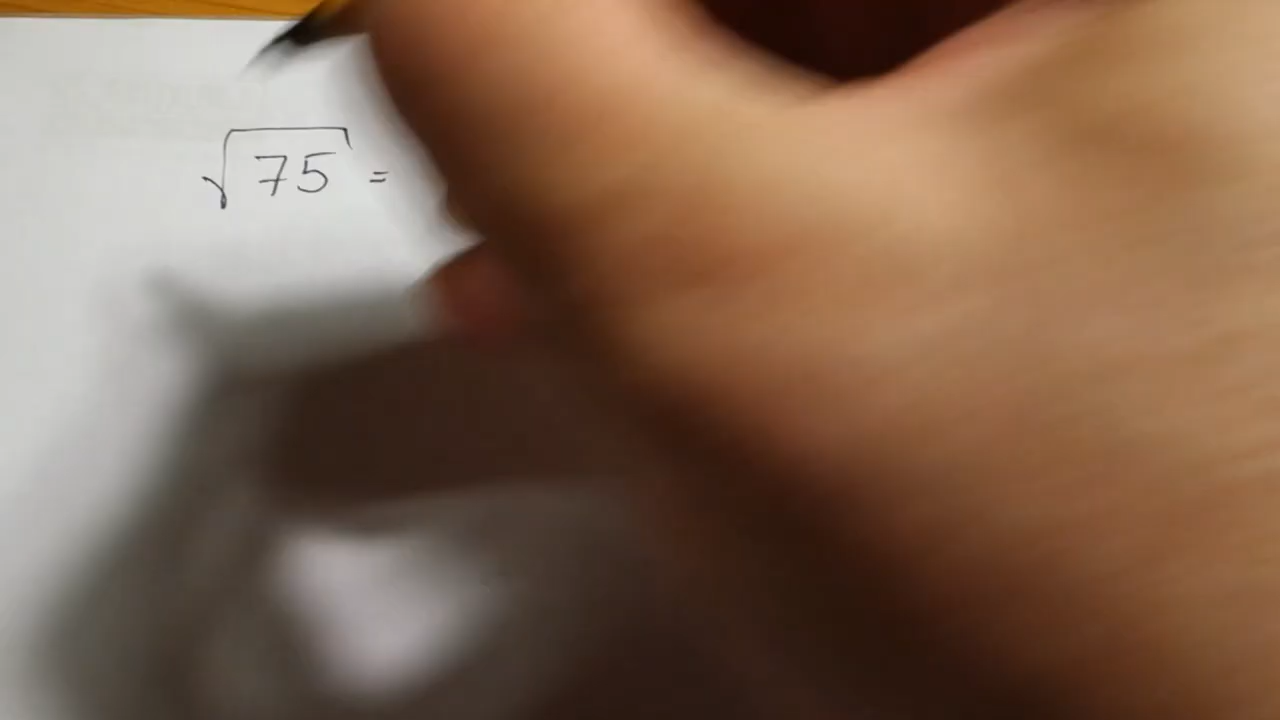 √75 =